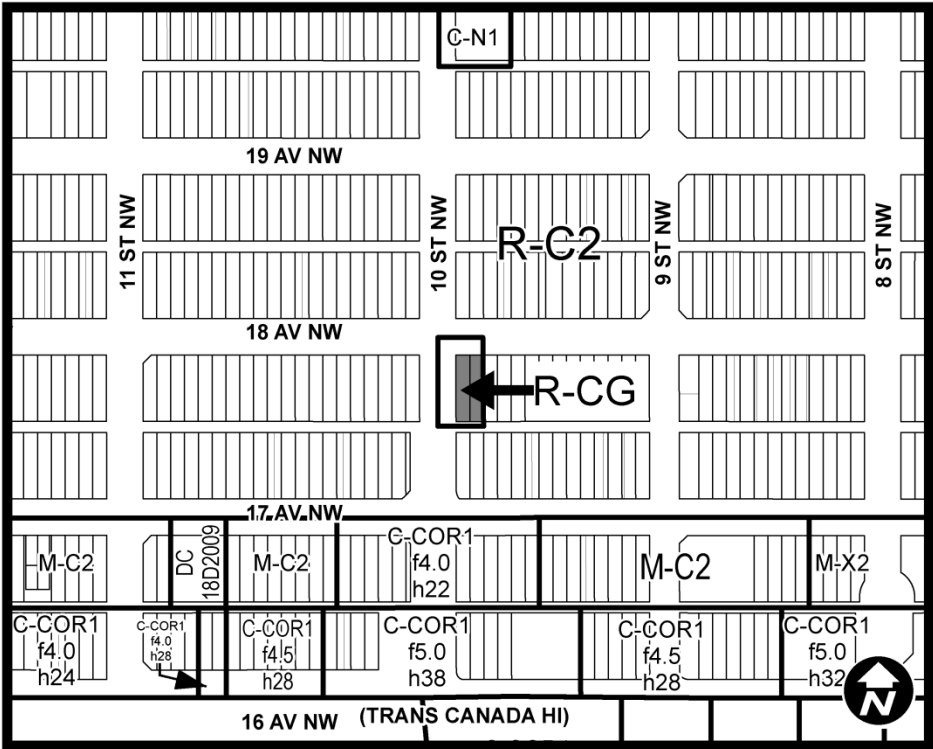 C-N1
19 AV NW
11 ST NW
10 ST NW
R-C2
9 ST NW
8 ST NW
18 AV NW
R-CG
17 AV NW
M-C2
DC
18D2009
M-C2
C-COR1
f4.0
h22
M-C2
M-X2
C-COR1
f4.0
h24
C-COR1
f4.0
h28
C-COR1
f4.5
h28
C-COR1
f5.0
h38
C-COR1
f4.5
h28
C-COR1
f5.0
h32
N
16 AV NW (TRANS CANADA HI)